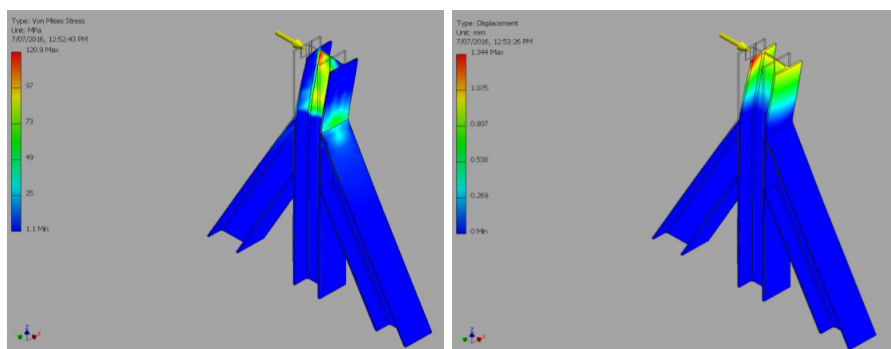 Type: Von Mises Stress
Unit: MPa
7/07/2016, 12:52:43 PM
120.9 Max
97
73
49
25
1.1 Min
Type: Displacement
Unit: mm
7/07/2016, 12:53:26 PM
1.344 Max
1.075
0.807
0.538
0.269
0 Min